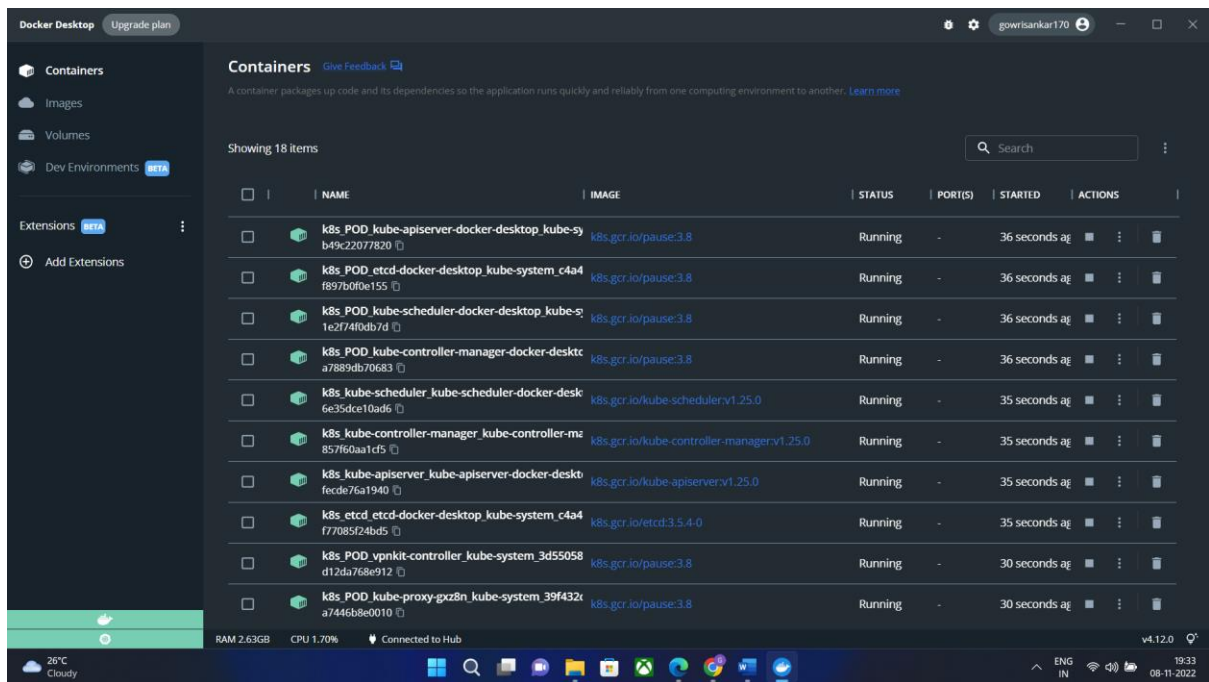 Docker Desktop Upgrade plan gowrisankar170
Containers
Images
Volumes
Dev Environments BETA
Extensions BETA
Add Extensions
Containers Give Feedback
A container packages up code and its dependencies so the application runs quickly and reliably from one computing environment to another. Learn more
Showing 18 items Search
NAME IMAGE STATUS PORT(S) STARTED ACTIONS
k8s_POD_kube-apiserver-docker-desktop_kube-sy
b49c22077820 k8s.gcr.io/pause:3.8 Running - 36 seconds ag
k8s_POD_etcd-docker-desktop_kube-system_c4a4
f897b0f0e155 k8s.gcr.io/pause:3.8 Running - 36 seconds ag
k8s_POD_kube-scheduler-docker-desktop_kube-sy
1e2f74f0db7d k8s.gcr.io/pause:3.8 Running - 36 seconds ag
k8s_POD_kube-controller-manager-docker-deskto
a7889db70683 k8s.gcr.io/pause:3.8 Running - 36 seconds ag
k8s_kube-scheduler_kube-scheduler-docker-desk
6e35dce10ad6 k8s.gcr.io/kube-scheduler:v1.25.0 Running - 35 seconds ag
k8s_kube-controller-manager_kube-controller-ma
857f60aa1cf5 k8s.gcr.io/kube-controller-manager:v1.25.0 Running - 35 seconds ag
k8s_kube-apiserver_kube-apiserver-docker-deskt
fecde76a1940 k8s.gcr.io/kube-apiserver:v1.25.0 Running - 35 seconds ag
k8s_etcd_etcd-docker-desktop_kube-system_c4a4
f77085f24bd5 k8s.gcr.io/etcd:3.5.4-0 Running - 35 seconds ag
k8s_POD_vpnkit-controller_kube-system_3d55058
d12da768e912 k8s.gcr.io/pause:3.8 Running - 30 seconds ag
k8s_POD_kube-proxy-gxz8n_kube-system_39f432c
a7446b8e0010 k8s.gcr.io/pause:3.8 Running - 30 seconds ag
RAM 2.63GB CPU 1.70% Connected to Hub v4.12.0
26°C
Cloudy
ENG
IN
19:33
08-11-2022